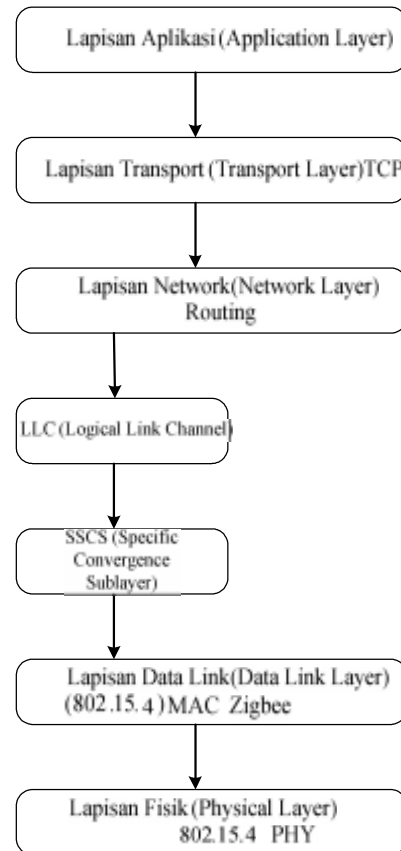 Lapisan Aplikasi (Application Layer)
Lapisan Transport (Transport Layer)TCP
Lapisan Network(Network Layer)
Routing
LLC (Logical Link Channel)
SSCS (Specific
Convergence
Sublayer)
Lapisan Data Link(Data Link Layer)
(802.15.4) MAC Zigbee
Lapisan Fisik (Physical Layer)
802.15.4 PHY